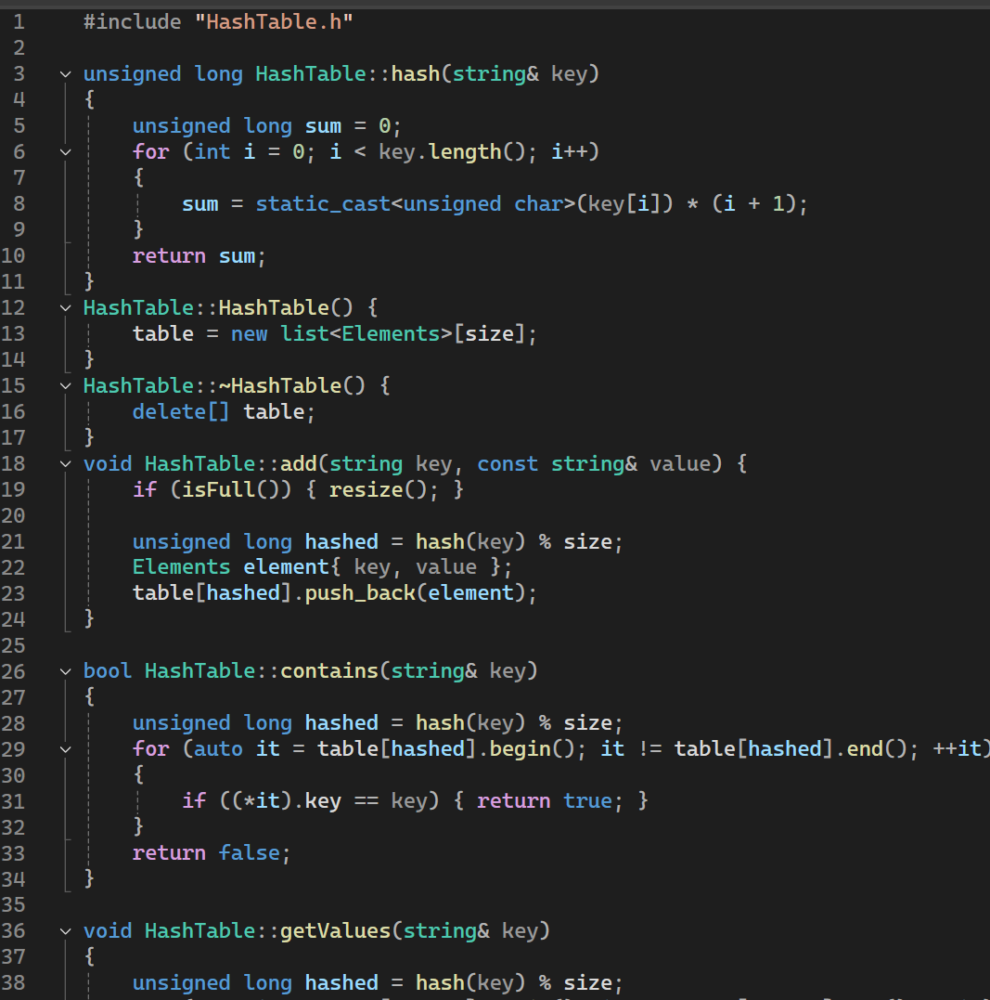 1 #include "HashTable.h"
2
3 unsigned long HashTable::hash(string& key)
4 {
5     unsigned long sum = 0;
6     for (int i = 0; i < key.length(); i++)
7     {
8         sum = static_cast<unsigned char>(key[i]) * (i + 1);
9     }
10     return sum;
11 }
12 HashTable::HashTable() {
13     table = new list<Elements>[size];
14 }
15 HashTable::~HashTable() {
16     delete[] table;
17 }
18 void HashTable::add(string key, const string& value) {
19     if (isFull()) { resize(); }
20
21     unsigned long hashed = hash(key) % size;
22     Elements element{ key, value };
23     table[hashed].push_back(element);
24 }
25
26 bool HashTable::contains(string& key)
27 {
28     unsigned long hashed = hash(key) % size;
29     for (auto it = table[hashed].begin(); it != table[hashed].end(); ++it)
30     {
31         if ((*it).key == key) { return true; }
32     }
33     return false;
34 }
35
36 void HashTable::getValues(string& key)
37 {
38     unsigned long hashed = hash(key) % size;